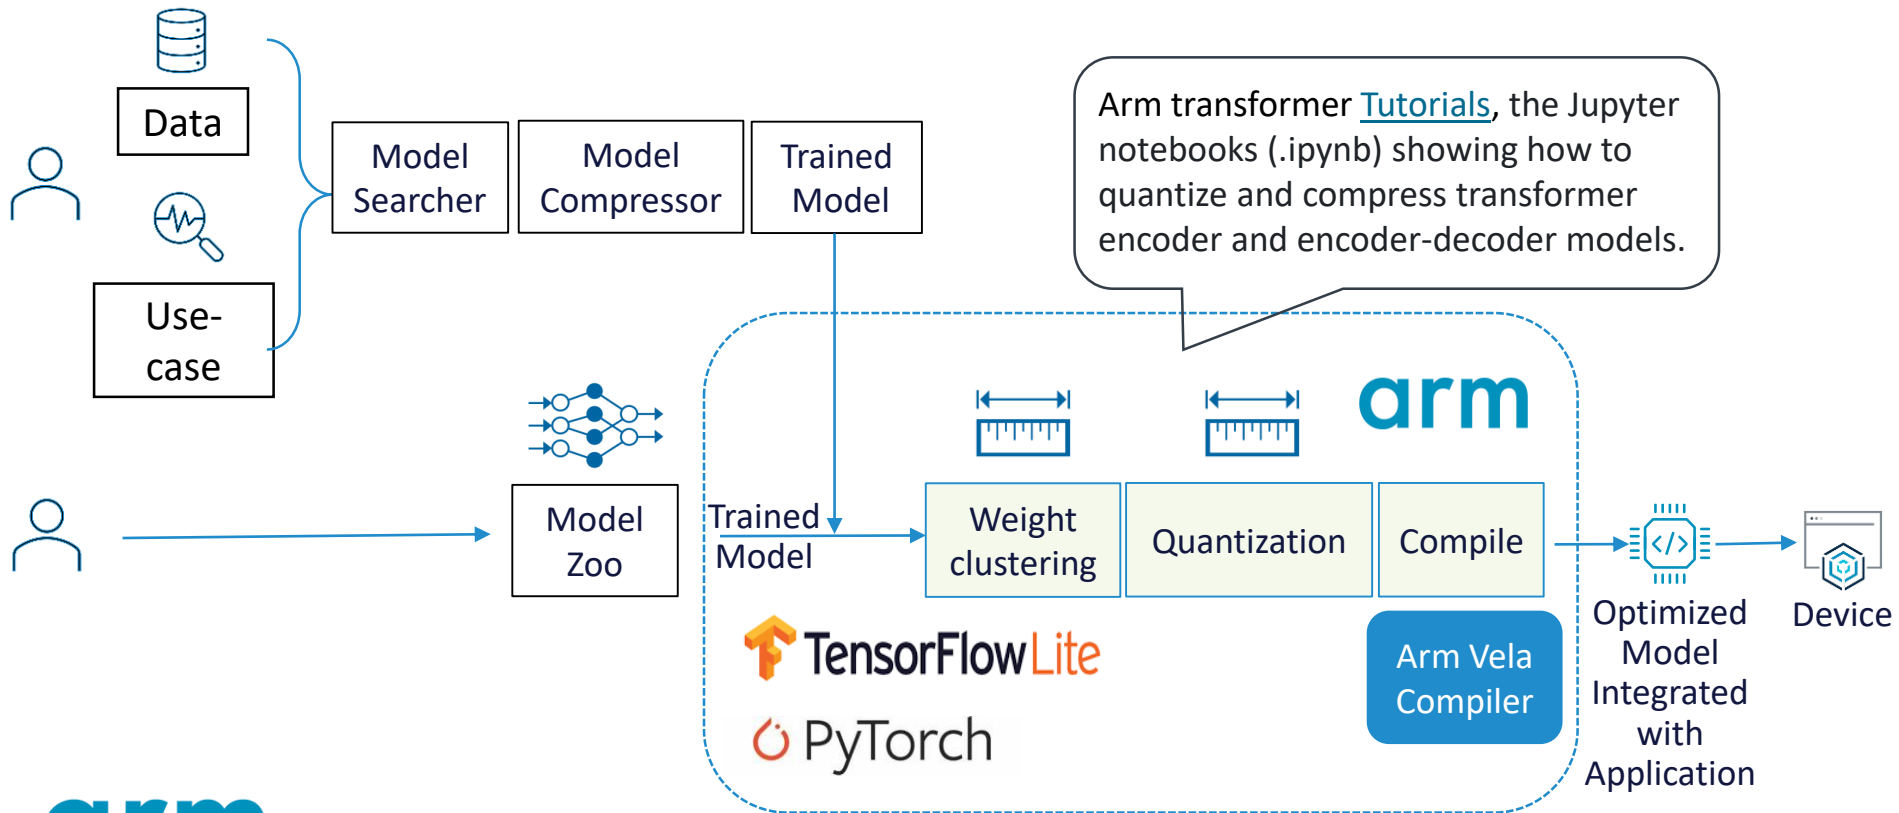 Data
Use-
case
Model
Searcher
Model
Compressor
Trained
Model
Arm transformer Tutorials, the Jupyter
notebooks (.ipynb) showing how to
quantize and compress transformer
encoder and encoder-decoder models.
arm
Model
Zoo
Trained
Model
Weight
clustering
Quantization
Compile
</>
TensorFlow Lite
PyTorch
Arm Vela
Compiler
Optimized
Model
Integrated
with
Application
Device
arm